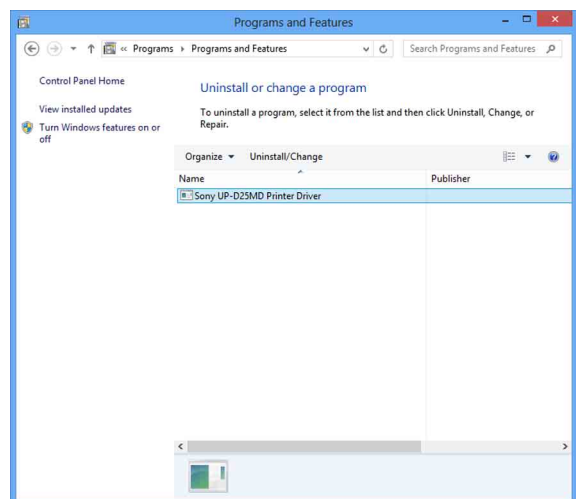 Programs and Features
« Programs ▸ Programs and Features
Search Programs and Features
Control Panel Home
View installed updates
Turn Windows features on or
off
Uninstall or change a program
To uninstall a program, select it from the list and then click Uninstall, Change, or
Repair.
Organize Uninstall/Change
Name Publisher
Sony UP-D25MD Printer Driver